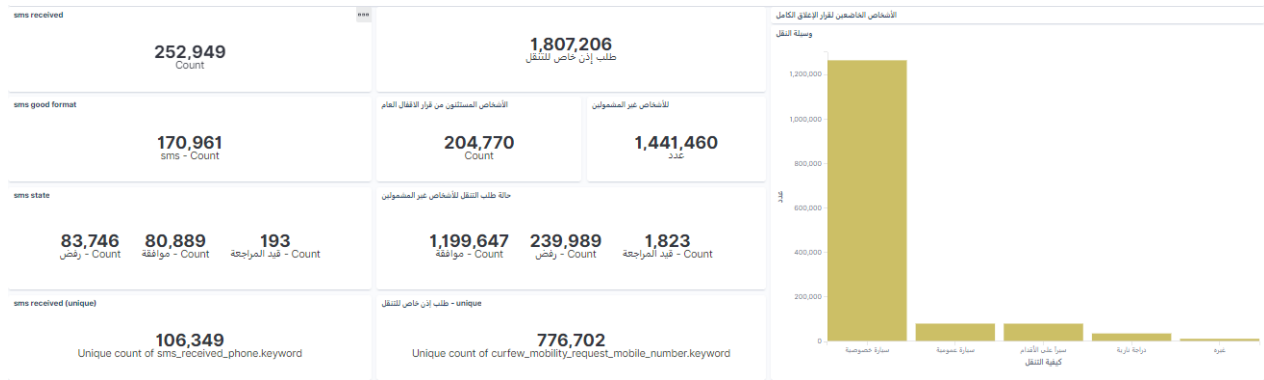 sms received
252,949
Count
1,807,206
طلب إذن خاص للتنقل
sms good format
170,961
sms - Count
الأشخاص المستثنون من قرار الاقفال العام
204,770
Count
للأشخاص غير المشمولين
1,441,460
عدد
sms state
83,746
رفض - Count
80,889
موافقة - Count
193
قيد المراجعة - Count
حالة طلب التنقل للأشخاص غير المشمولين
1,199,647
موافقة - Count
239,989
رفض - Count
1,823
قيد المراجعة - Count
sms received (unique)
106,349
Unique count of sms_received_phone.keyword
طلب إذن خاص للتنقل - unique
776,702
Unique count of curfew_mobility_request_mobile_number.keyword
الأشخاص الخاضعين لقرار الإغلاق الكامل
وسيلة النقل
1,200,000
1,000,000
800,000
600,000
400,000
200,000
0
عدد
سيارة خصوصية
سيارة عمومية
سيرا على الأقدام
دراجة نارية
غيره
كيفية التنقل